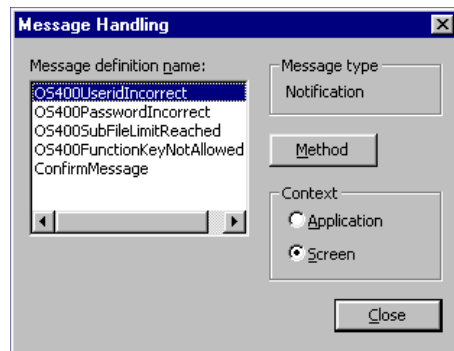 Message Handling
Message definition name:
OS400UseridIncorrect
OS400PasswordIncorrect
OS400SubFileLimitReached
OS400FunctionKeyNotAllowed
ConfirmMessage
Message type
Notification
Method
Context
Application
Screen
Close